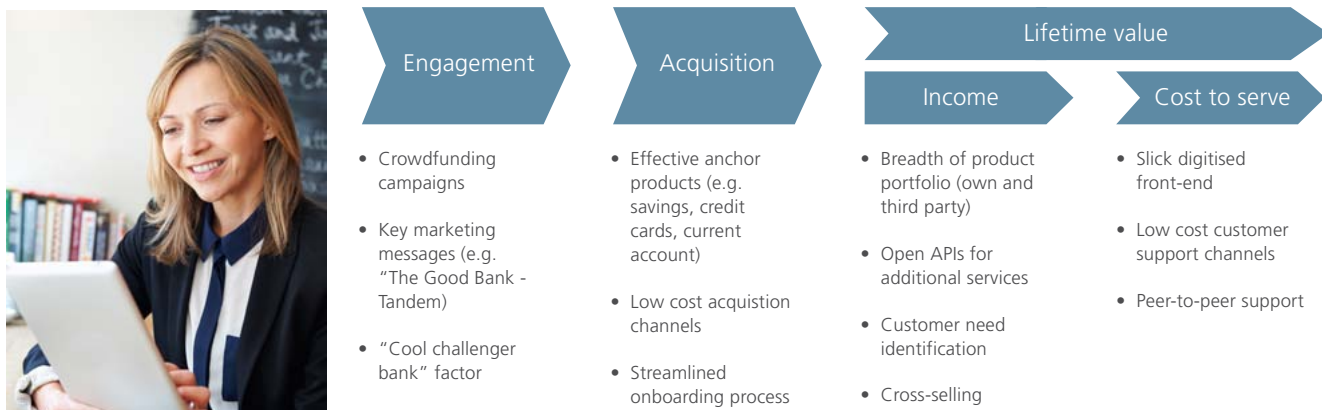 Engagement
Acquisition
Lifetime value
Income
Cost to serve
• Crowdfunding
campaigns
• Key marketing
messages (e.g.
“The Good Bank -
Tandem)
• “Cool challenger
bank” factor
• Effective anchor
products (e.g.
savings, credit
cards, current
account)
• Low cost acquistion
channels
• Streamlined
onboarding process
• Breadth of product
portfolio (own and
third party)
• Open APIs for
additional services
• Customer need
identification
• Cross-selling
• Slick digitised
front-end
• Low cost customer
support channels
• Peer-to-peer support